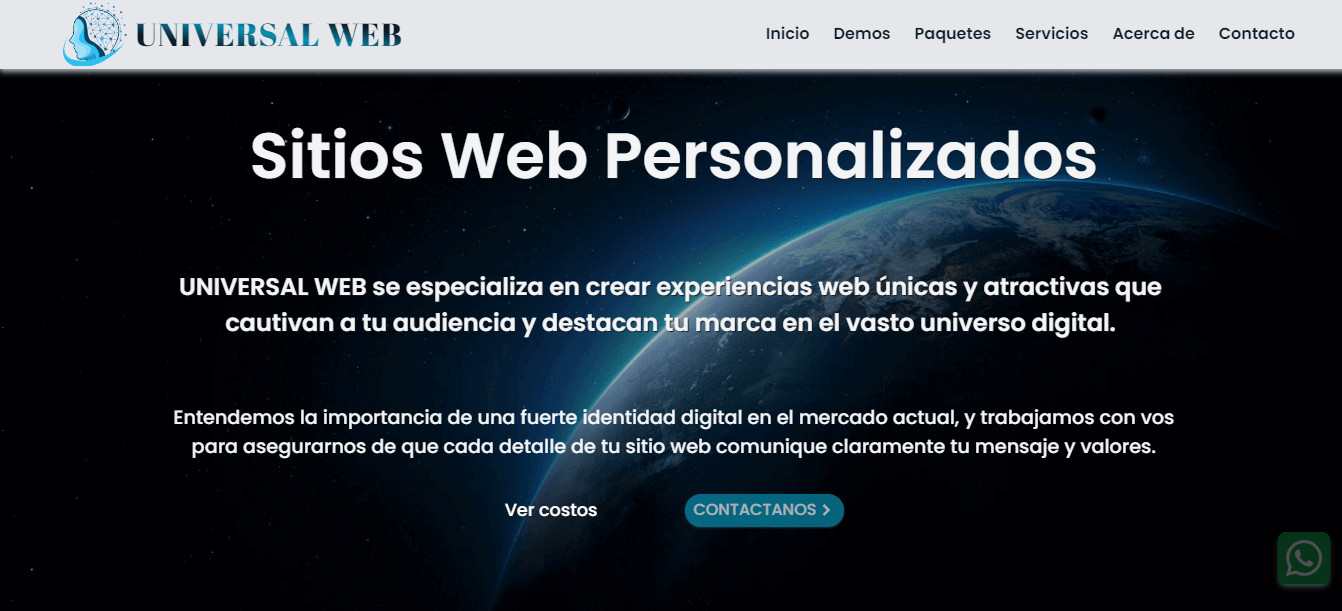 UNIVERSAL WEB
Inicio Demos Paquetes Servicios Acerca de Contacto
Sitios Web Personalizados
UNIVERSAL WEB se especializa en crear experiencias web únicas y atractivas que
cautivan a tu audiencia y destacan tu marca en el vasto universo digital.
Entendemos la importancia de una fuerte identidad digital en el mercado actual, y trabajamos con vos
para asegurarnos de que cada detalle de tu sitio web comunique claramente tu mensaje y valores.
Ver costos
CONTACTANOS